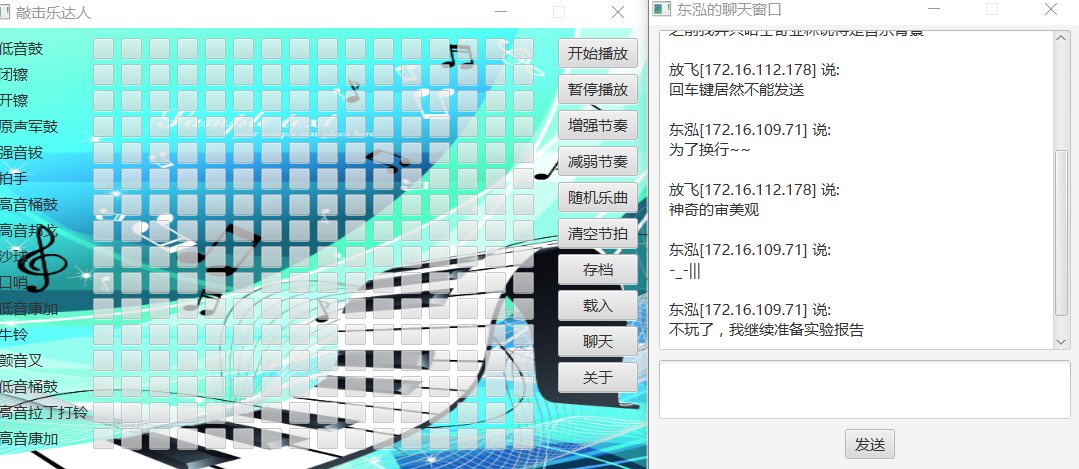 敲击乐达人
低音鼓
闭镲
开镲
原声军鼓
强音钹
拍手
高音桶鼓
高音邦戈
沙球
口哨
低音康加
牛铃
颤音叉
低音桶鼓
高音拉丁打铃
高音康加
Sample text
开始播放
暂停播放
增强节奏
减弱节奏
随机乐曲
清空节拍
存档
载入
聊天
关于
东泓的聊天窗口
放飞[172.16.112.178] 说:
回车键居然不能发送
东泓[172.16.109.71] 说:
为了换行~~
放飞[172.16.112.178] 说:
神奇的审美观
东泓[172.16.109.71] 说:
-_-|||
东泓[172.16.109.71] 说:
不玩了，我继续准备实验报告
发送